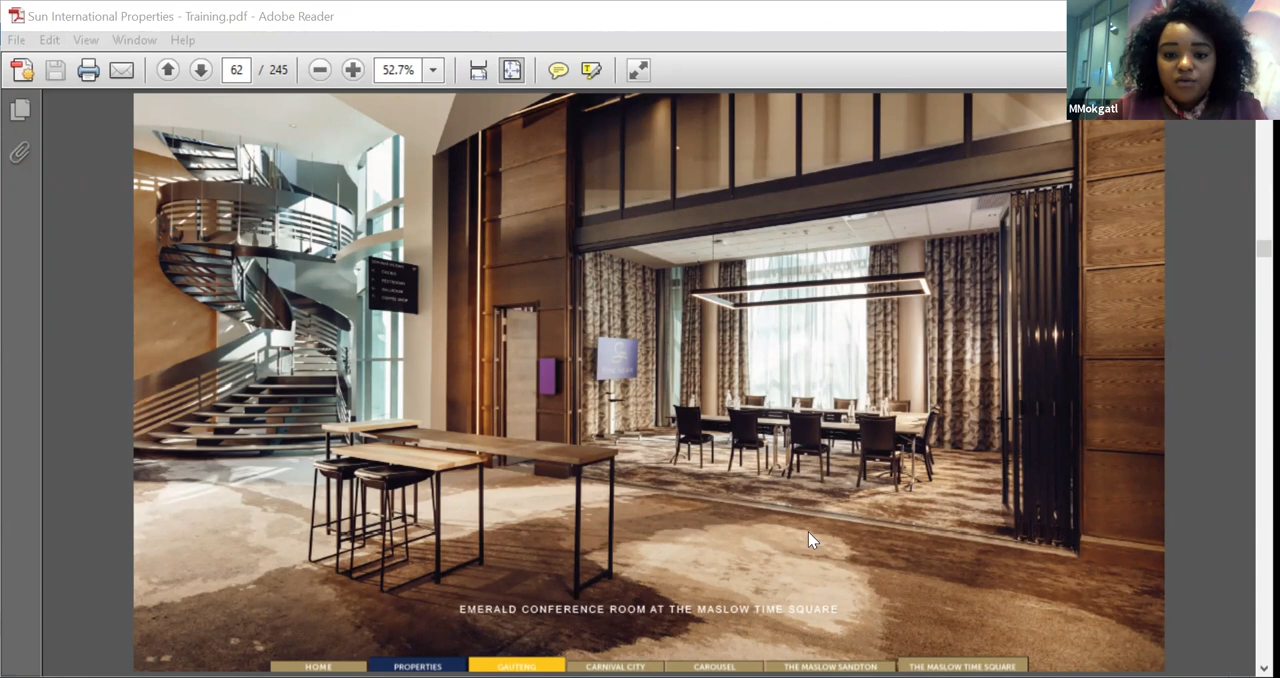 Sun International Properties - Training.pdf - Adobe Reader
File Edit View Window Help
62 / 245 52.7%
MMokgatl
EMERALD CONFERENCE ROOM AT THE MASLOW TIME SQUARE
HOME PROPERTIES GAUTENG CARNIVAL CITY CAROUSEL THE MASLOW SANDTON THE MASLOW TIME SQUARE